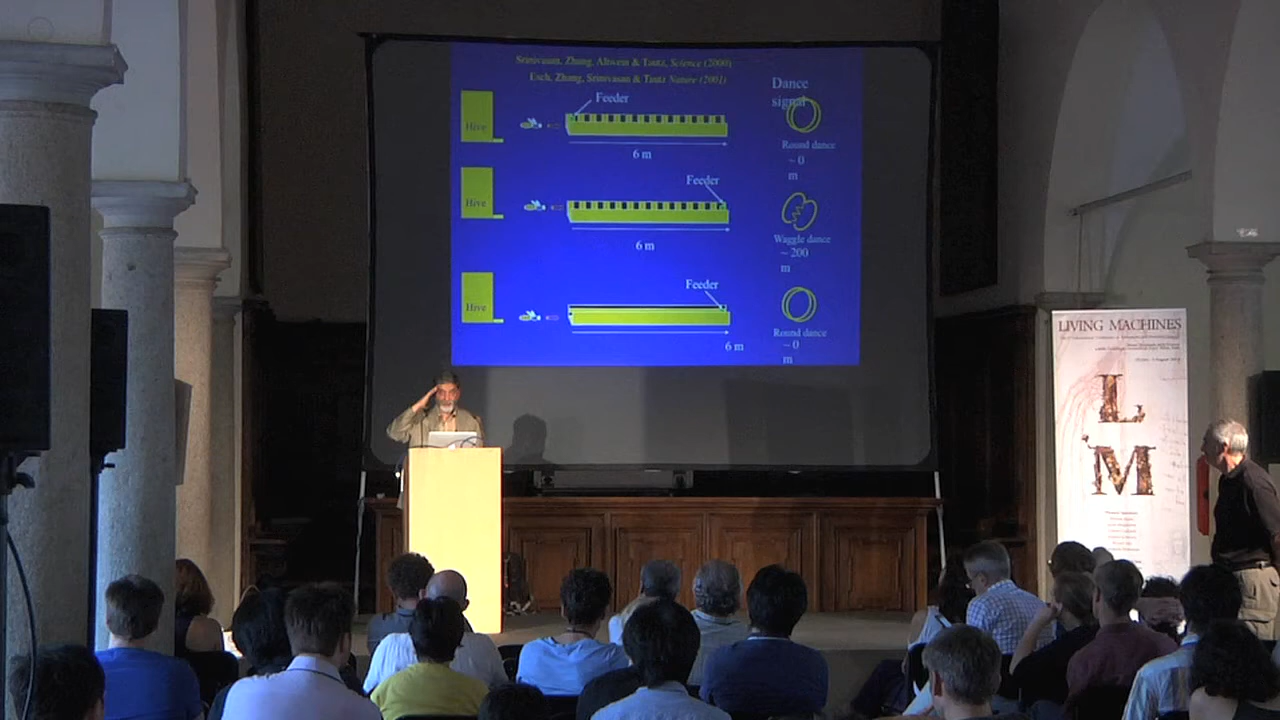 Srinivasan, Zhang, Altwein & Tautz, Science (2000)
Esch, Zhang, Srinivasan & Tautz Nature (2001)
Dance
signal
Feeder
Hive
6 m
Round dance
~ 0
m
Feeder
Hive
6 m
Waggle dance
~ 200
m
Feeder
Hive
6 m
Round dance
~ 0
m
LIVING MACHINES
L
M